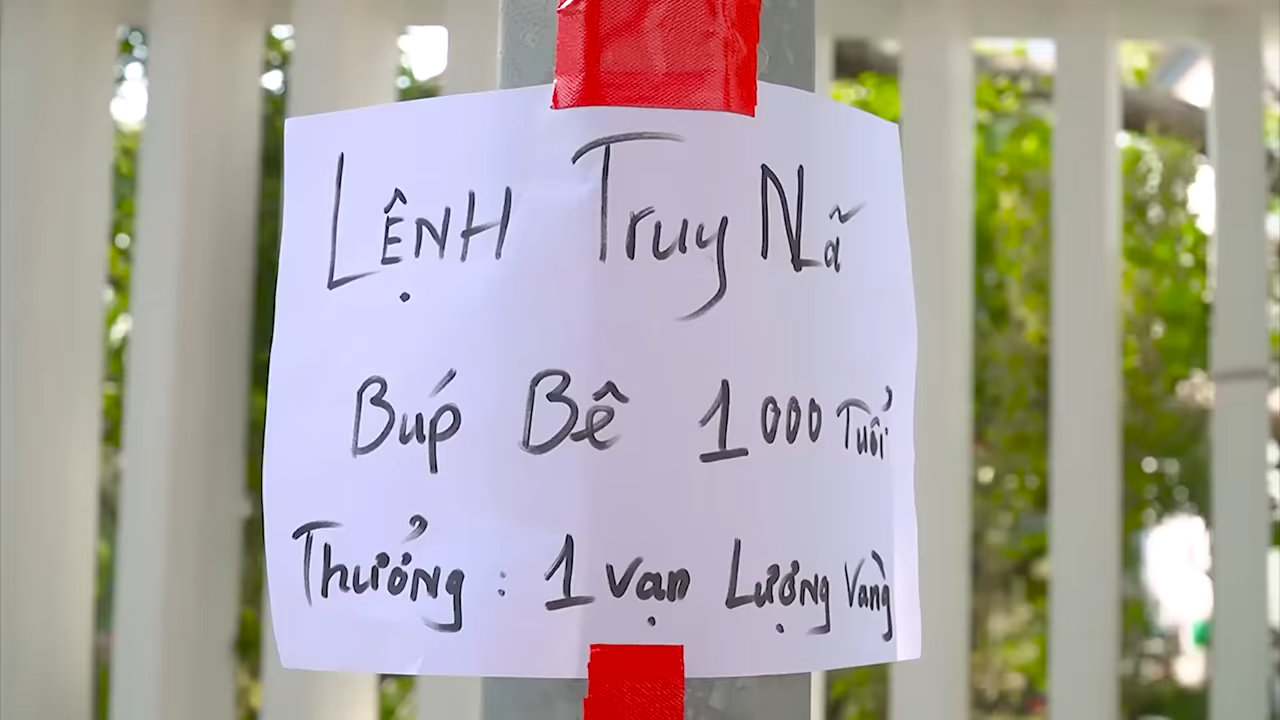 LỆNH Truy Nã
Búp Bê 1000 Tuổi
Thưởng : 1 vạn Lượng Vàng